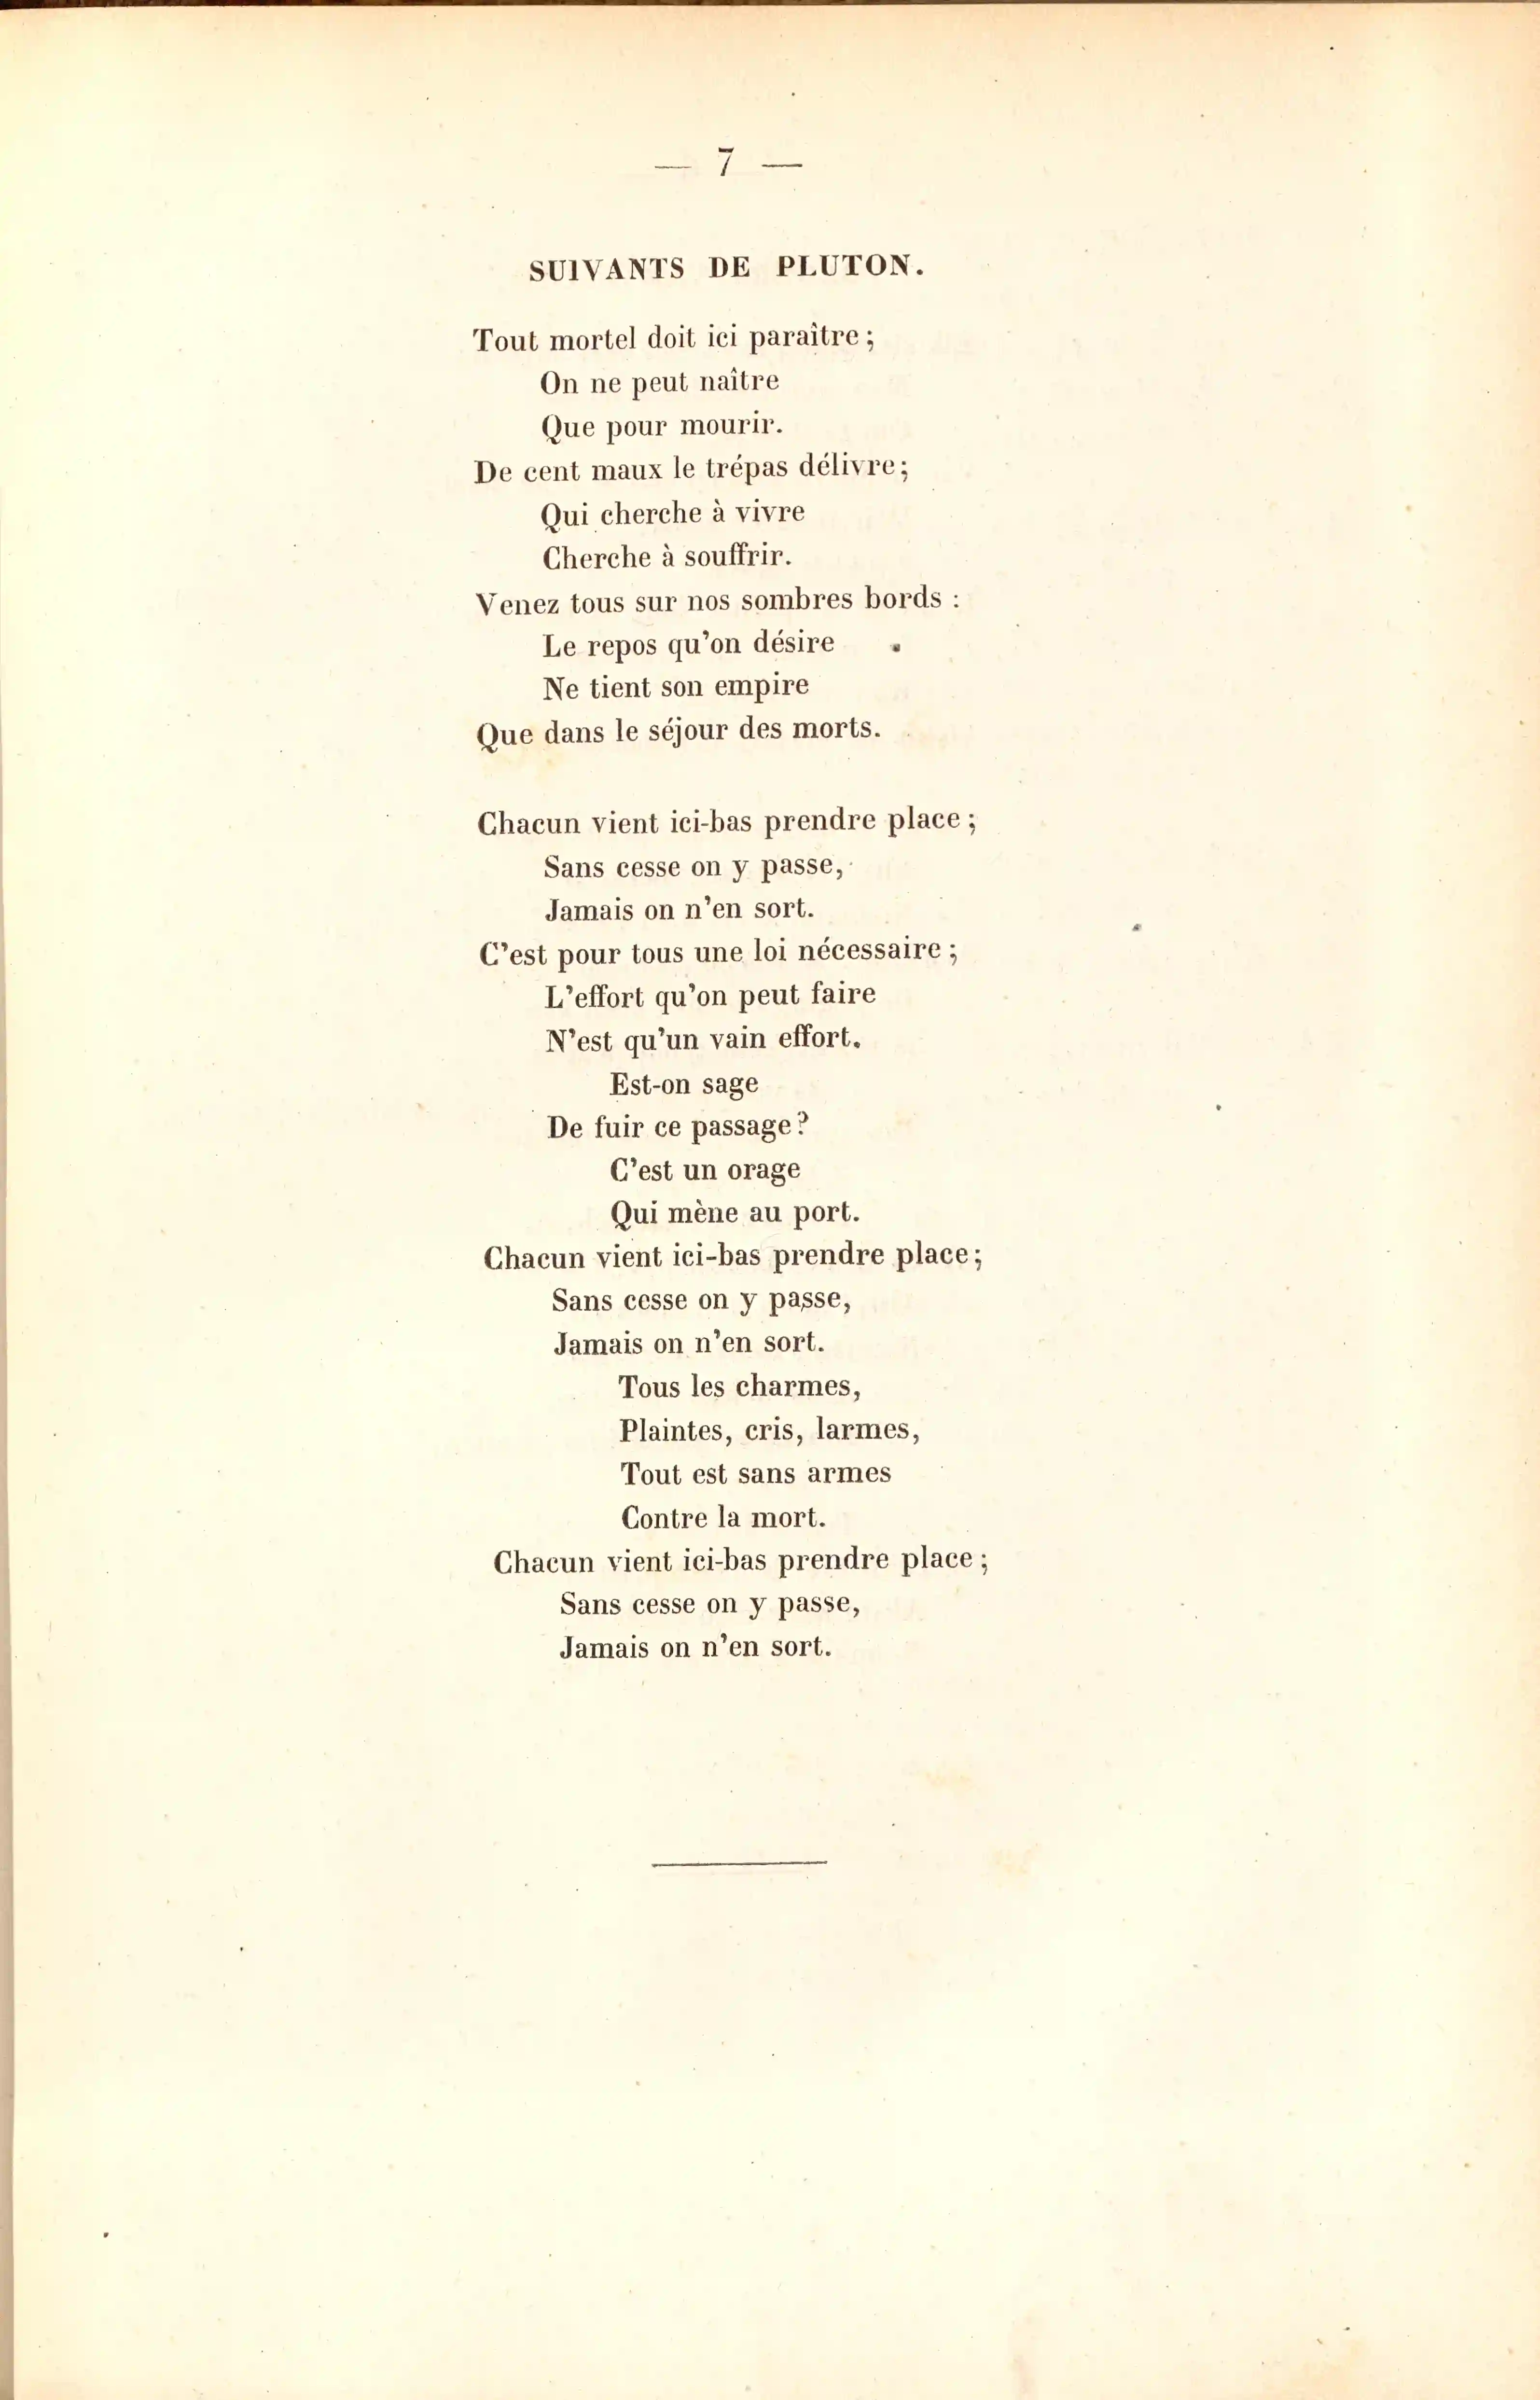 — 7 —
SUIVANTS DE PLUTON.
Tout mortel doit ici paraître ;
On ne peut naître
Que pour mourir.
De cent maux le trépas délivre ;
Qui cherche à vivre
Cherche à souffrir.
Venez tous sur nos sombres bords :
Le repos qu'on désire
Ne tient son empire
Que dans le séjour des morts.
Chacun vient ici-bas prendre place ;
Sans cesse on y passe,
Jamais on n'en sort.
C'est pour tous une loi nécessaire ;
L'effort qu'on peut faire
N'est qu'un vain effort.
Est-on sage
De fuir ce passage ?
C'est un orage
Qui mène au port.
Chacun vient ici-bas prendre place ;
Sans cesse on y passe,
Jamais on n'en sort.
Tous les charmes,
Plaintes, cris, larmes,
Tout est sans armes
Contre la mort.
Chacun vient ici-bas prendre place ;
Sans cesse on y passe,
Jamais on n'en sort.